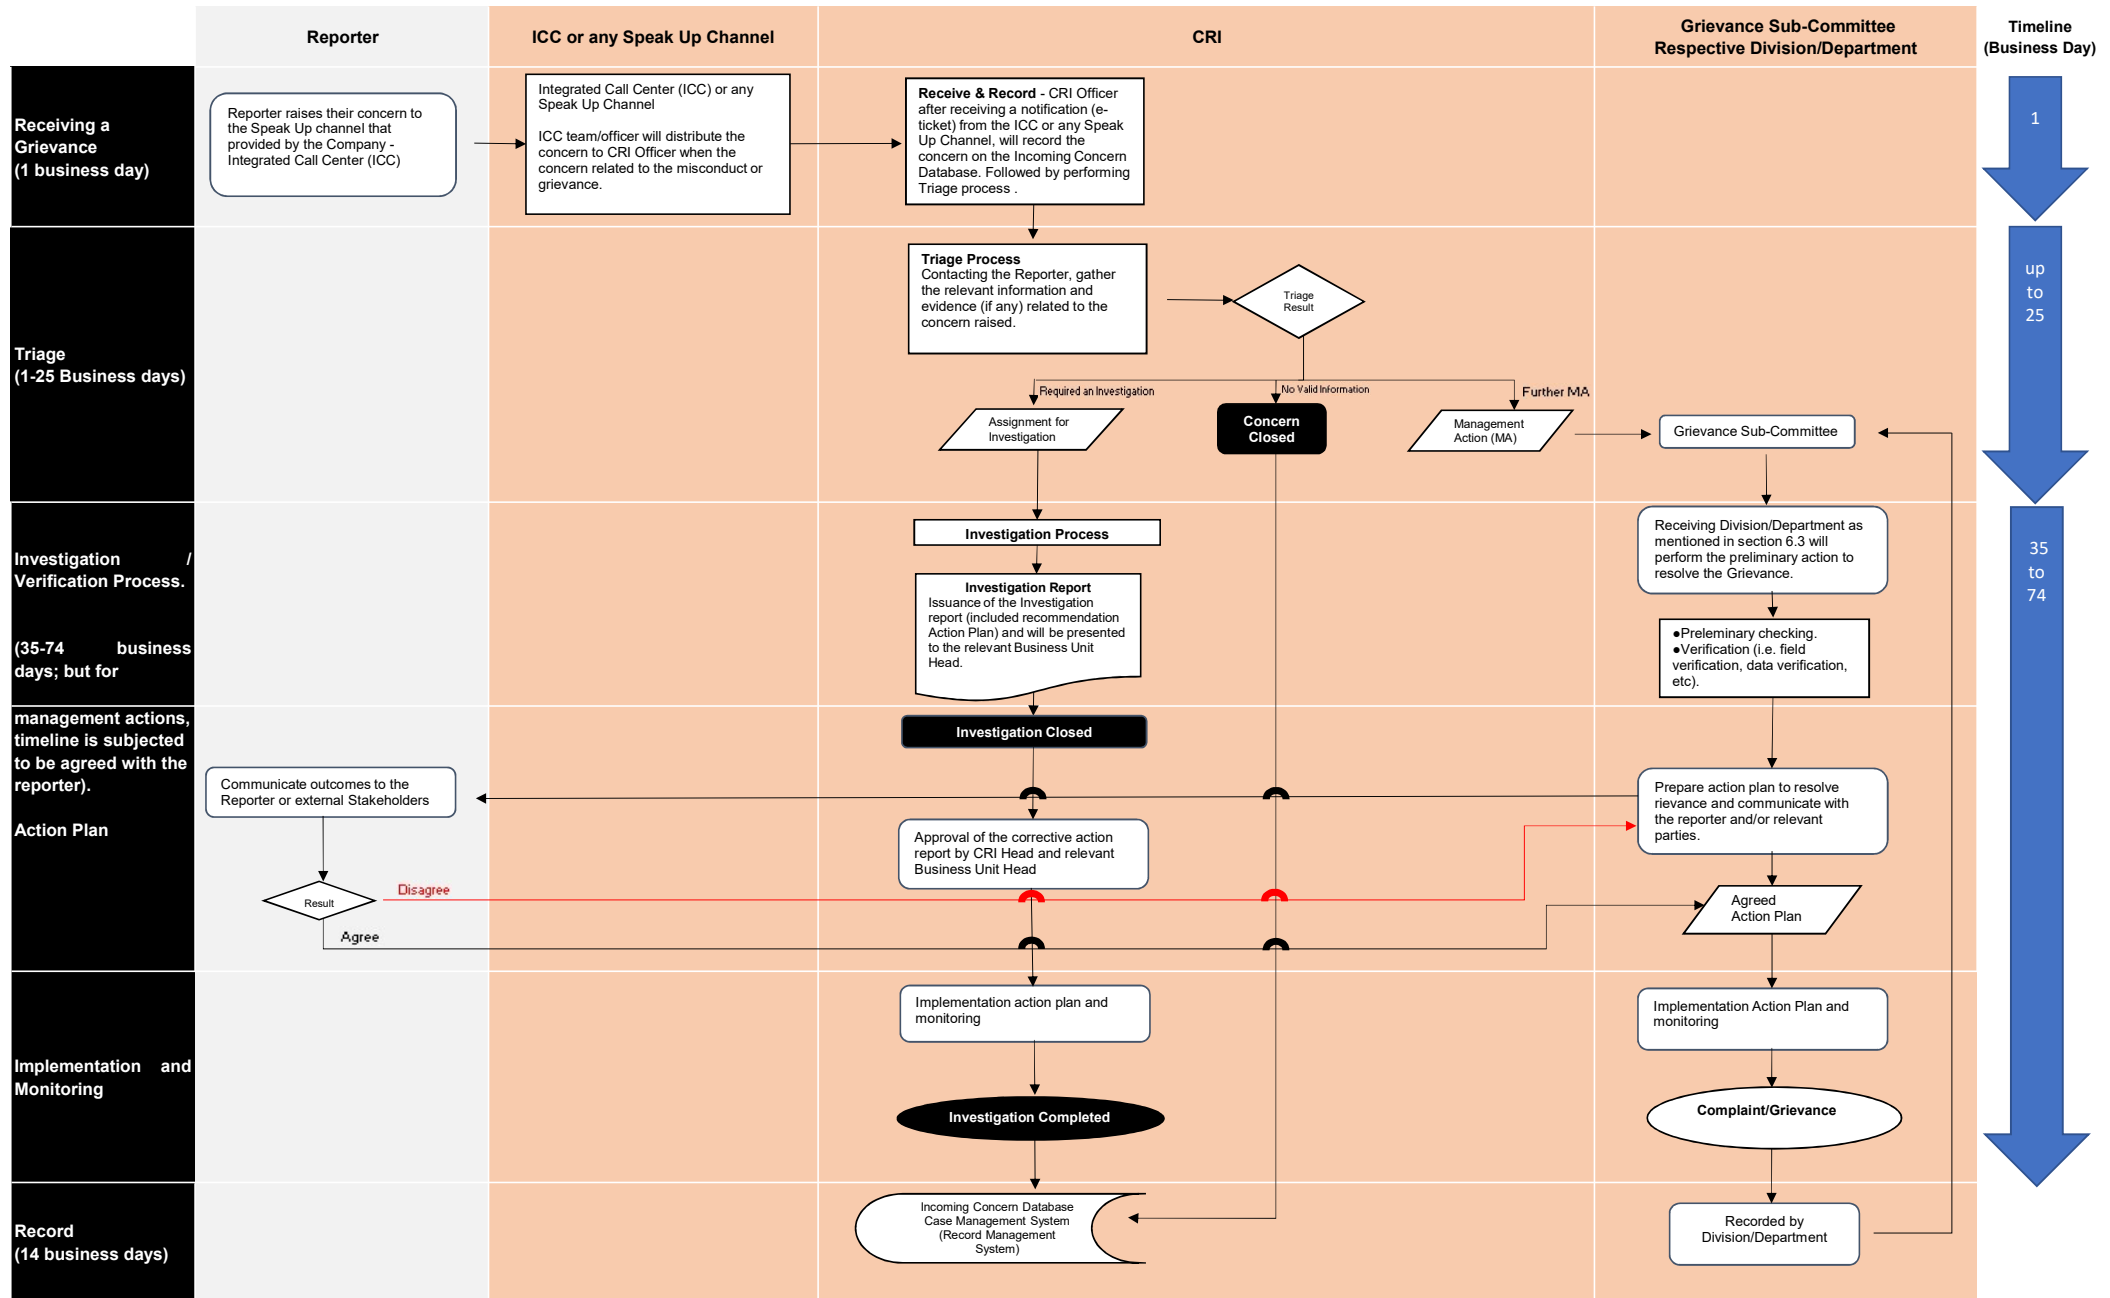 Reporter
ICC or any Speak Up Channel
CRI
Grievance Sub-Committee
Respective Division/Department
Timeline
(Business Day)
Receiving a
Grievance
(1 business day)
Reporter raises their concern to
the Speak Up channel that
provided by the Company -
Integrated Call Center (ICC)
Integrated Call Center (ICC) or any
Speak Up Channel
ICC team/officer will distribute the
concern to CRI Officer when the
concern related to the misconduct or
grievance.
Receive & Record - CRI Officer
after receiving a notification (e-
ticket) from the ICC or any Speak
Up Channel, will record the
concern on the Incoming Concern
Database. Followed by performing
Triage process .
1
Triage
(1-25 Business days)
Triage Process
Contacting the Reporter, gather
the relevant information and
evidence (if any) related to the
concern raised.
Triage
Result
up
to
25
Required an Investigation
No Valid Information
Further MA
Assignment for
Investigation
Concern
Closed
Management
Action (MA)
Grievance Sub-Committee
Investigation /
Verification Process.
(35-74 business
days; but for
Investigation Process
Investigation Report
Issuance of the Investigation
report (included recommendation
Action Plan) and will be presented
to the relevant Business Unit
Head.
Receiving Division/Department as
mentioned in section 6.3 will
perform the preliminary action to
resolve the Grievance.
●Preleminary checking.
●Verification (i.e. field
verification, data verification,
etc).
35
to
74
management actions,
timeline is subjected
to be agreed with the
reporter).
Action Plan
Investigation Closed
Communicate outcomes to the
Reporter or external Stakeholders
Prepare action plan to resolve
rievance and communicate with
the reporter and/or relevant
parties.
Approval of the corrective action
report by CRI Head and relevant
Business Unit Head
Result
Disagree
Agree
Agreed
Action Plan
Implementation and
Monitoring
Implementation action plan and
monitoring
Implementation Action Plan and
monitoring
Investigation Completed
Complaint/Grievance
Record
(14 business days)
Incoming Concern Database
Case Management System
(Record Management
System)
Recorded by
Division/Department